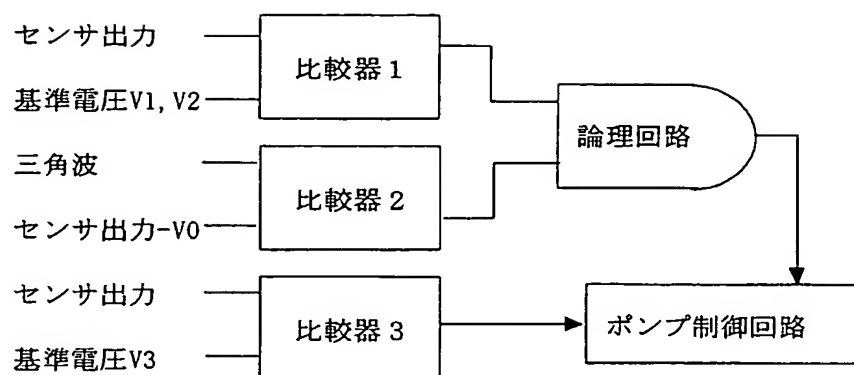 センサ出力
基準電圧V1,V2
比較器1
三角波
センサ出力-V0
比較器2
論理回路
センサ出力
基準電圧V3
比較器3
ポンプ制御回路